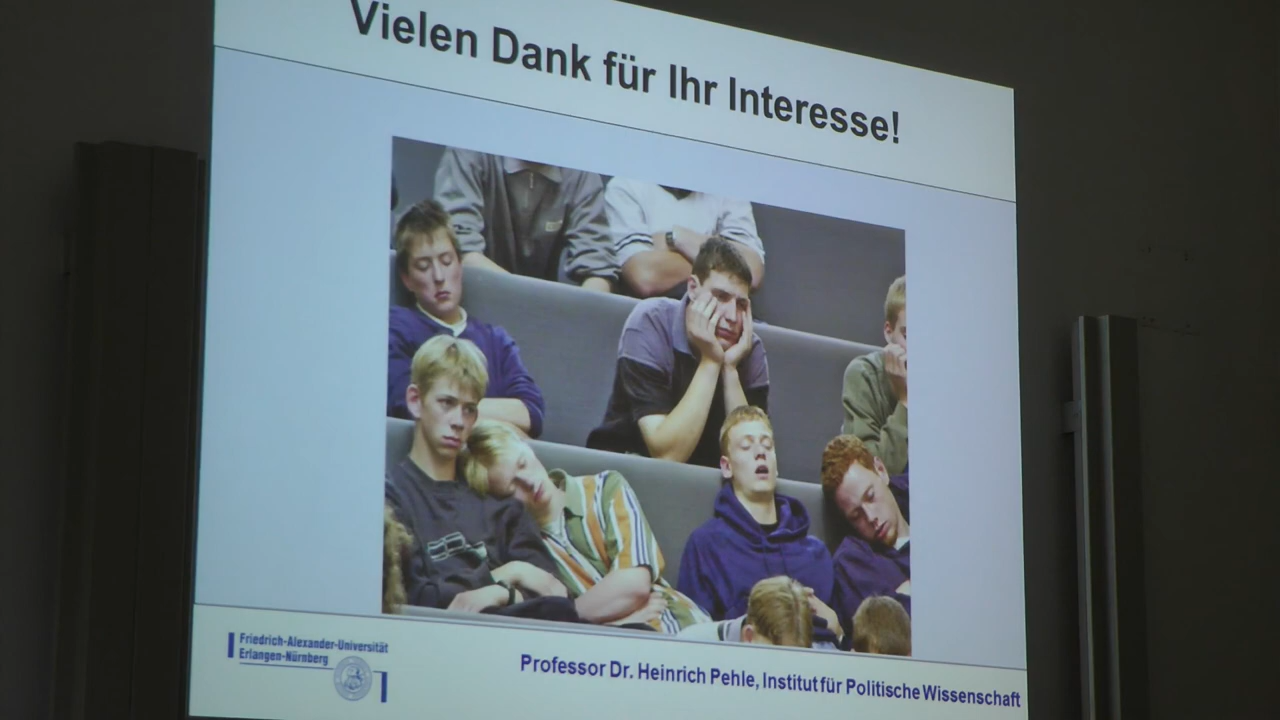 Vielen Dank für Ihr Interesse!
Friedrich-Alexander-Universität
Erlangen-Nürnberg
Professor Dr. Heinrich Pehle, Institut für Politische Wissenschaft